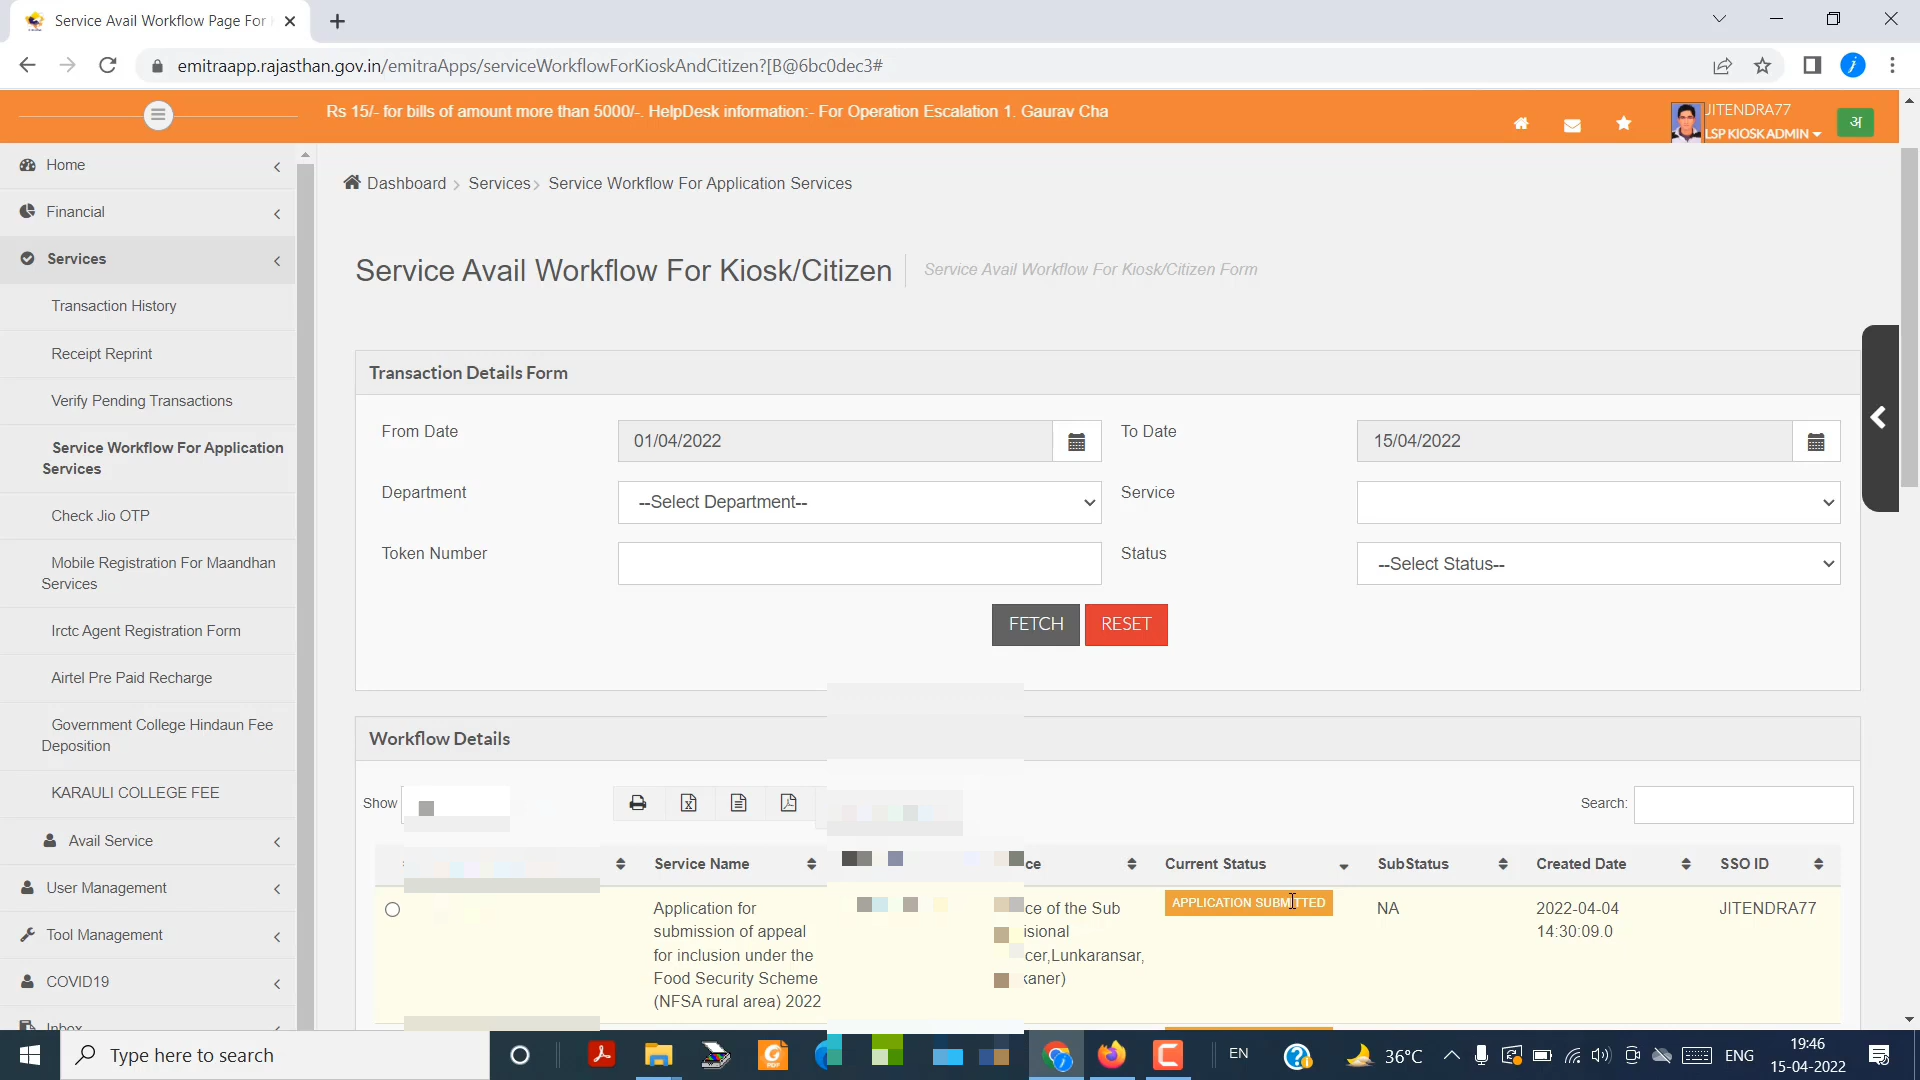 Service Avail Workflow Page For
emitraapp.rajasthan.gov.in/emitraApps/serviceWorkflowForKioskAndCitizen?[B@6bc0dec3#
Rs 15/- for bills of amount more than 5000/-. HelpDesk information:- For Operation Escalation 1. Gaurav Cha
JITENDRA77
LSP KIOSK ADMIN
अ
Home
Financial
Services
Transaction History
Receipt Reprint
Verify Pending Transactions
Service Workflow For Application
Services
Check Jio OTP
Mobile Registration For Maandhan
Services
Irctc Agent Registration Form
Airtel Pre Paid Recharge
Government College Hindaun Fee
Deposition
KARAULI COLLEGE FEE
Avail Service
User Management
Tool Management
COVID19
Inbox
Dashboard > Services > Service Workflow For Application Services
Service Avail Workflow For Kiosk/Citizen
Service Avail Workflow For Kiosk/Citizen Form
Transaction Details Form
From Date
01/04/2022
To Date
15/04/2022
Department
--Select Department--
Service
Token Number
Status
--Select Status--
FETCH
RESET
Workflow Details
Show
Search:
Service Name
ce
Current Status
SubStatus
Created Date
SSO ID
Application for
submission of appeal
for inclusion under the
Food Security Scheme
(NFSA rural area) 2022
ce of the Sub
isional
cer,Lunkaransar,
kaner)
APPLICATION SUBMITTED
NA
2022-04-04
14:30:09.0
JITENDRA77
Type here to search
EN
36°C
ENG
19:46
15-04-2022